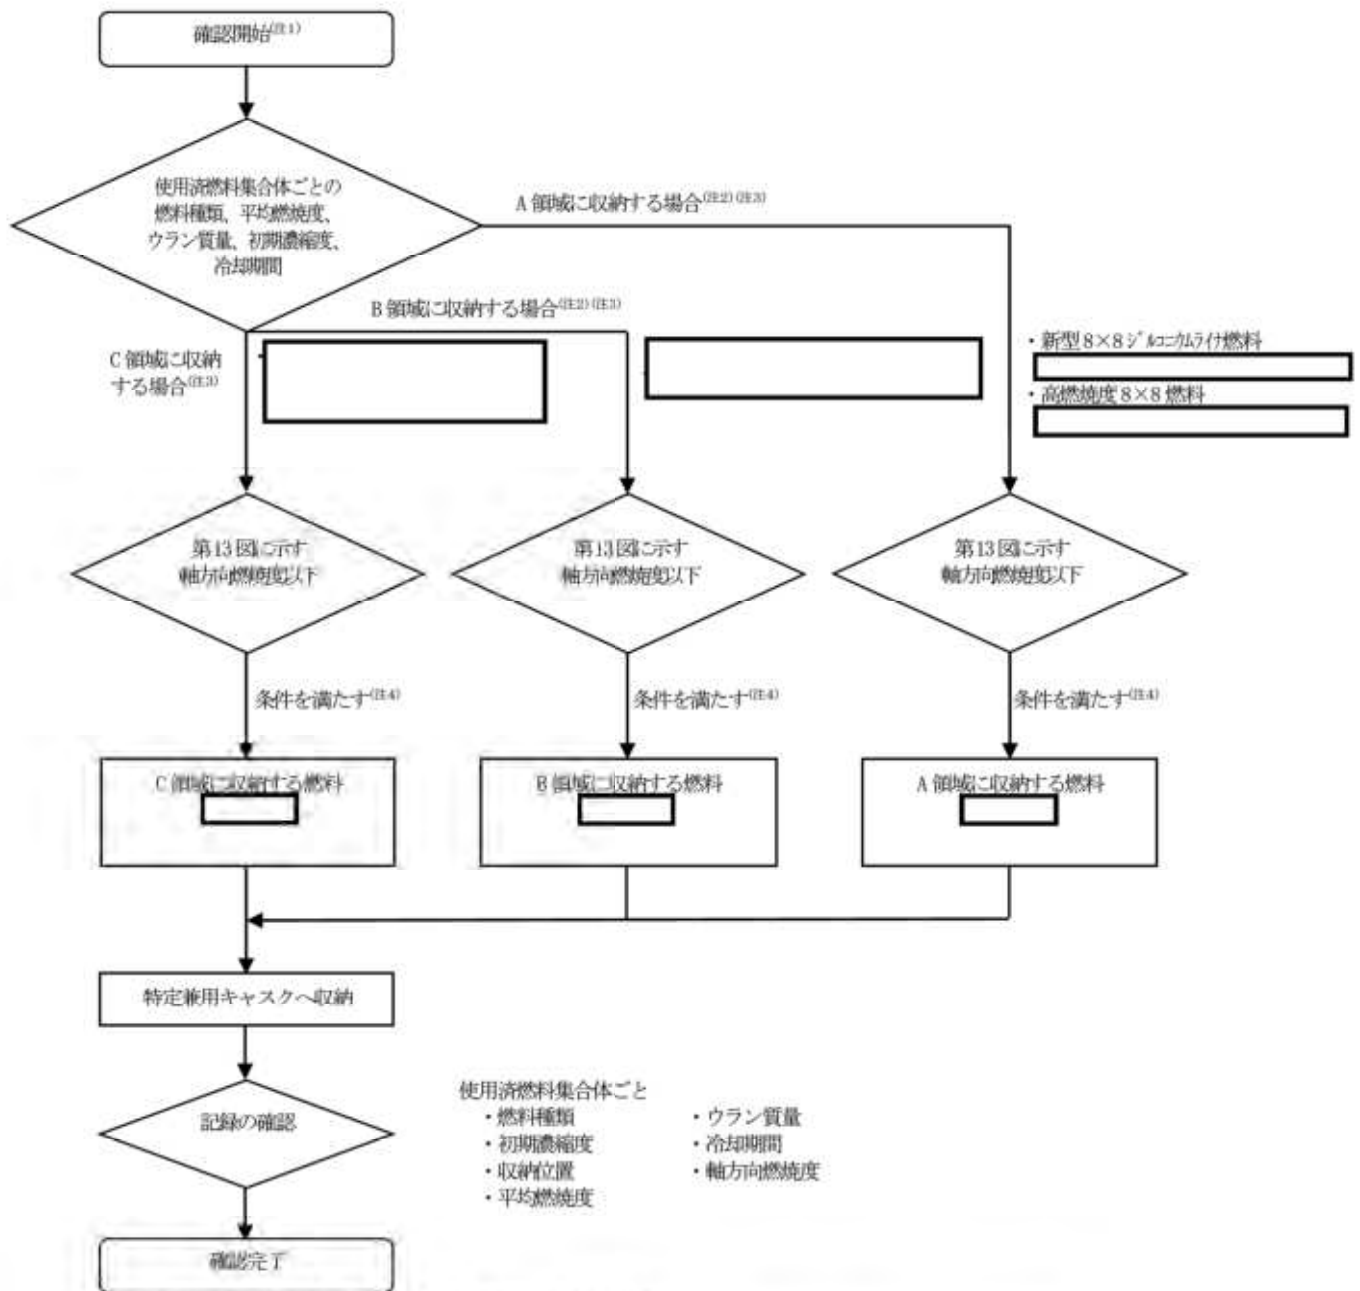 確認開始(注1)
使用済燃料集合体ごとの
燃料種類、平均燃焼度、
ウラン質量、初期濃縮度、
冷却期間
A 領域に収納する場合(注2)(注3)
B 領域に収納する場合(注2)(注3)
C 領域に収納
する場合(注3)
・新型8×8ジルコニウムライナ燃料
・高燃焼度8×8燃料
第13図に示す
軸方向燃焼度以下
第13図に示す
軸方向燃焼度以下
第13図に示す
軸方向燃焼度以下
条件を満たす(注4)
条件を満たす(注4)
条件を満たす(注4)
C 領域に収納する燃料
B 領域に収納する燃料
A 領域に収納する燃料
特定兼用キャスクへ収納
記録の確認
使用済燃料集合体ごと
・燃料種類
・ウラン質量
・初期濃縮度
・冷却期間
・収納位置
・軸方向燃焼度
・平均燃焼度
確認完了